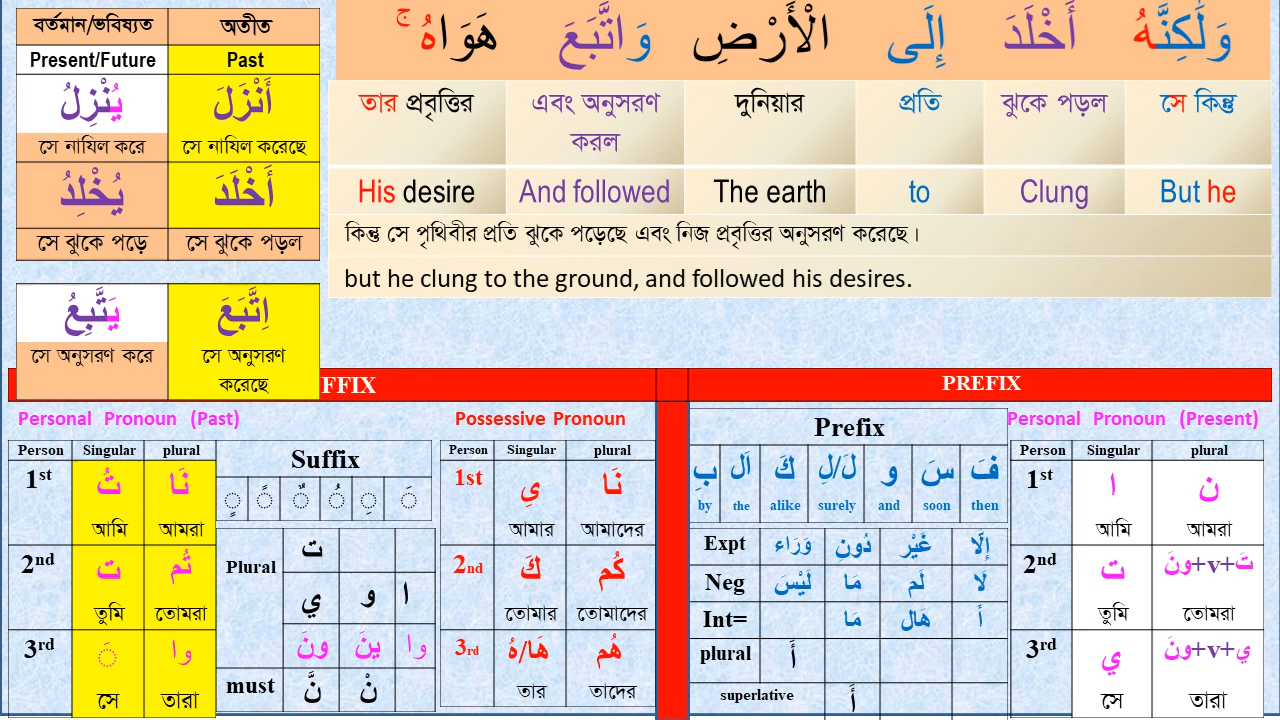 বর্তমান/ভবিষ্যত অতীত
Present/Future Past
يُنْزِلُ أَنْزَلَ
সে নাযিল করে সে নাযিল করেছে
يُخْلِدُ أَخْلَدَ
সে ঝুকে পড়ে সে ঝুকে পড়ল
يَتَّبِعُ اِتَّبَعَ
সে অনুসরণ করে সে অনুসরণ করেছে
وَلَٰكِنَّهُ أَخْلَدَ إِلَى الْأَرْضِ وَاتَّبَعَ هَوَاهُ ۚ
তার প্রবৃত্তির এবং অনুসরণ করল দুনিয়ার প্রতি ঝুকে পড়ল সে কিন্তু
His desire And followed The earth to Clung But he
কিন্তু সে পৃথিবীর প্রতি ঝুকে পড়েছে এবং নিজ প্রবৃত্তির অনুসরণ করেছে।
but he clung to the ground, and followed his desires.
FFIX PREFIX
Personal Pronoun (Past)
Person Singular plural
1st تُ نَا
আমি আমরা
2nd ت تُم
তুমি তোমরা
3rd َ وا
সে তারা
Suffix
ٍ ً ٌ ُ ِ َ
Plural ت
ي و ا
ونَ ينَ وا
must نَّ نْ
Possessive Pronoun
Person Singular plural
1st ىِ نَا
আমার আমাদের
2nd كَ كُم
তোমার তোমাদের
3rd هَا/هُ هُم
তার তাদের
Prefix
بِ اَل كَ لَ/لِ و سَ فَ
by the alike surely and soon then
Expt وَرَاء دُونِ غَيْر إِلَّا
Neg لَيْسَ مَا لَم لَا
Int= مَا هَال أَ
plural أَ
superlative أَ
Personal Pronoun (Present)
Person Singular plural
1st ا ن
আমি আমরা
2nd ت تَ+v+ونَ
তুমি তোমরা
3rd ي ي+v+ونَ
সে তারা